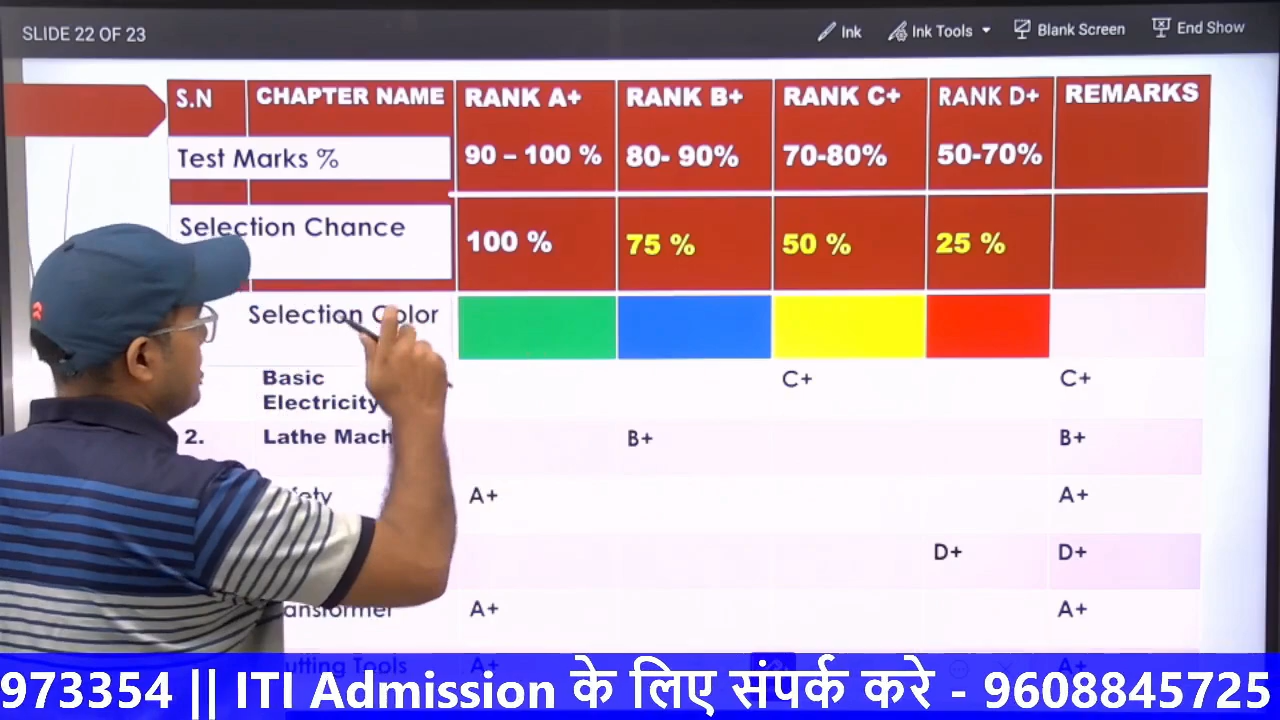 SLIDE 22 OF 23
Ink Ink Tools Blank Screen End Show
S.N CHAPTER NAME RANK A+ RANK B+ RANK C+ RANK D+ REMARKS
Test Marks % 90 – 100 % 80- 90% 70-80% 50-70%
Selection Chance 100 % 75 % 50 % 25 %
Selection Color
Basic
Electricity C+ C+
2. Lathe B+ B+
A+ A+
D+ D+
A+ A+
Tools A+ A+
973354 || ITI Admission के लिए संपर्क करे - 9608845725